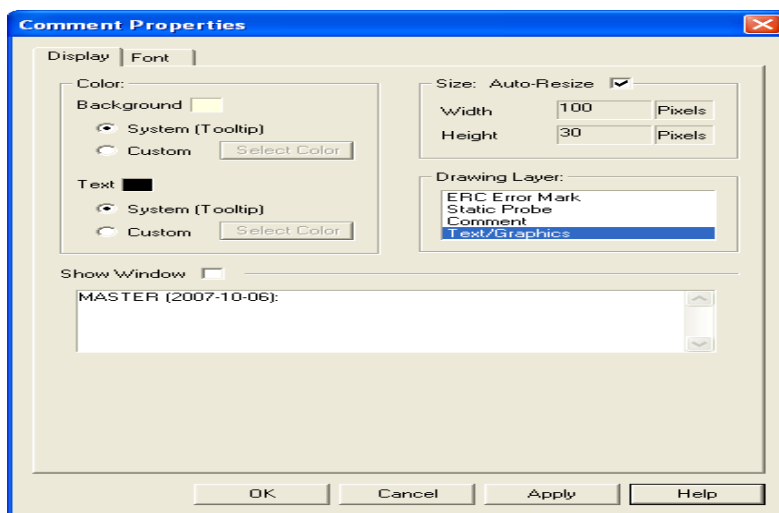 Comment Properties
Display Font
Color:
Background
System (Tooltip)
Custom Select Color
Text
System (Tooltip)
Custom Select Color
Size: Auto-Resize
Width 100 Pixels
Height 30 Pixels
Drawing Layer:
ERC Error Mark
Static Probe
Comment
Text/Graphics
Show Window
MASTER (2007-10-06):
OK Cancel Apply Help